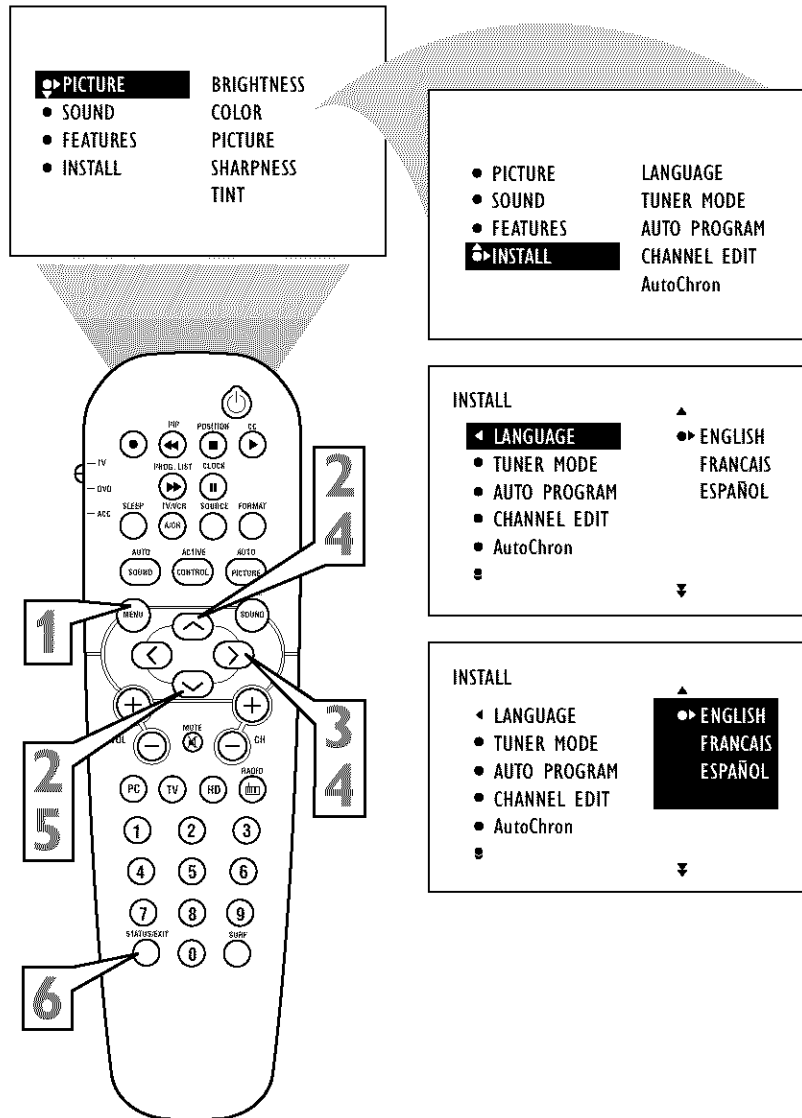 PICTURE BRIGHTNESS
SOUND COLOR
FEATURES PICTURE
INSTALL SHARPNESS
TINT
PICTURE LANGUAGE
SOUND TUNER MODE
FEATURES AUTO PROGRAM
INSTALL CHANNEL EDIT
AutoChron
INSTALL
LANGUAGE ENGLISH
TUNER MODE FRANCAIS
AUTO PROGRAM ESPAÑOL
CHANNEL EDIT
AutoChron
INSTALL
LANGUAGE ENGLISH
TUNER MODE FRANCAIS
AUTO PROGRAM ESPAÑOL
CHANNEL EDIT
AutoChron
PIP POSITION CC
TV
PROG. LIST CLOCK
DVD
ACC
SLEEP TV/VCR SOURCE FORMAT
A/CH
AUTO ACTIVE AUTO
SOUND CONTROL PICTURE
MENU SOUND
MUTE
CH
RADIO
PC TV HD
1 2 3
4 5 6
7 8 9
STATUS/EXIT SURF
0
2
4
1
3
4
2
5
6